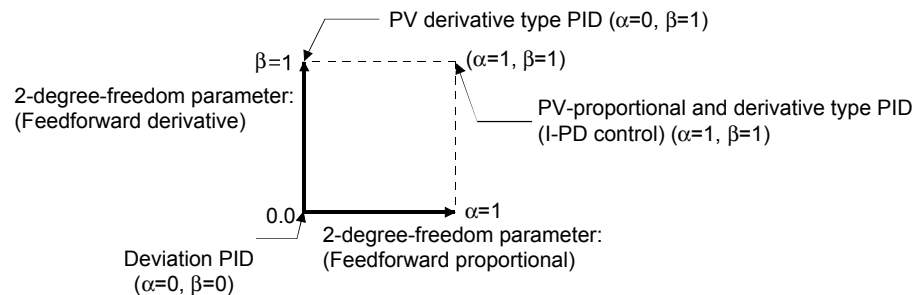 PV derivative type PID (α=0, β=1)
β=1
(α=1, β=1)
2-degree-freedom parameter:
(Feedforward derivative)
PV-proportional and derivative type PID
(I-PD control) (α=1, β=1)
0.0
α=1
2-degree-freedom parameter:
(Feedforward proportional)
Deviation PID
(α=0, β=0)